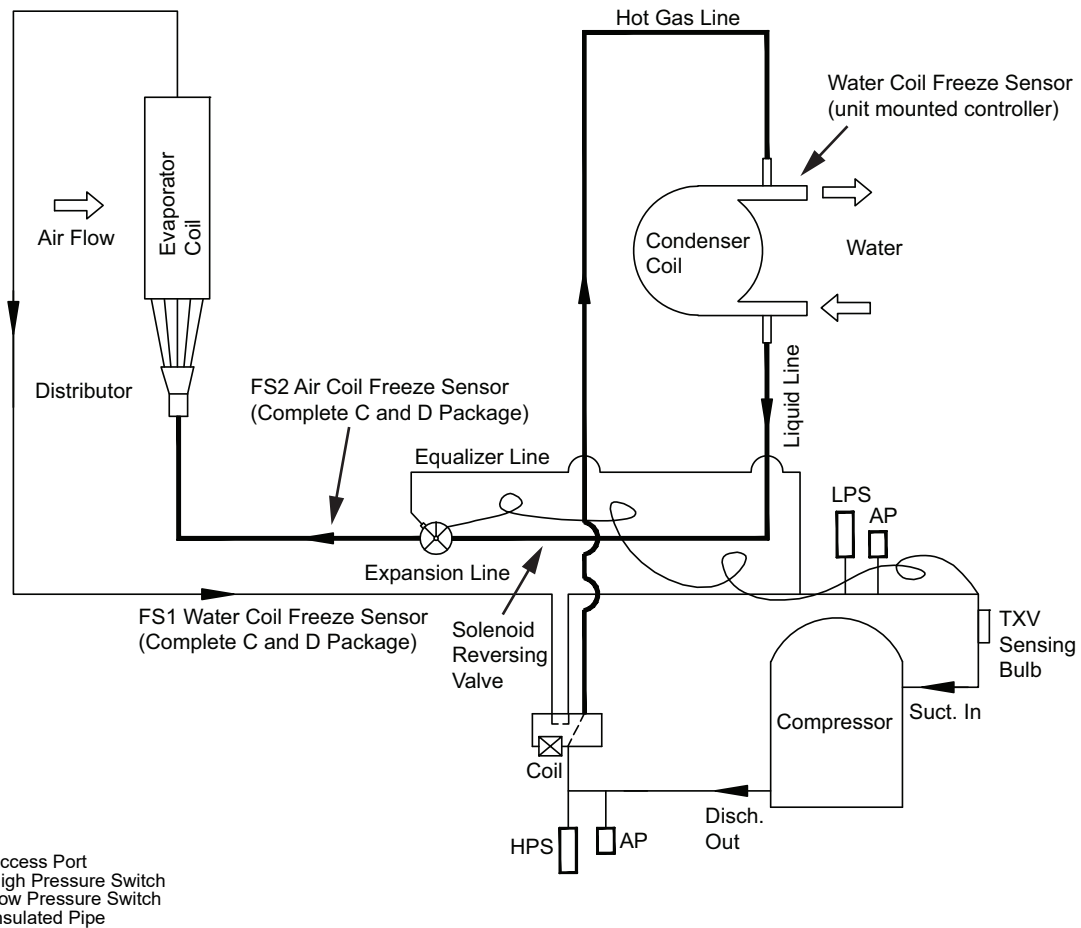 Hot Gas Line
Water Coil Freeze Sensor
(unit mounted controller)
Evaporator
Coil
Air Flow
Condenser
Coil
Water
Distributor
FS2 Air Coil Freeze Sensor
(Complete C and D Package)
Liquid Line
Equalizer Line
LPS
AP
Expansion Line
FS1 Water Coil Freeze Sensor
(Complete C and D Package)
Solenoid
Reversing
Valve
TXV
Sensing
Bulb
Suct. In
Compressor
Coil
Disch.
Out
HPS
AP
ccess Port
igh Pressure Switch
ow Pressure Switch
nsulated Pipe